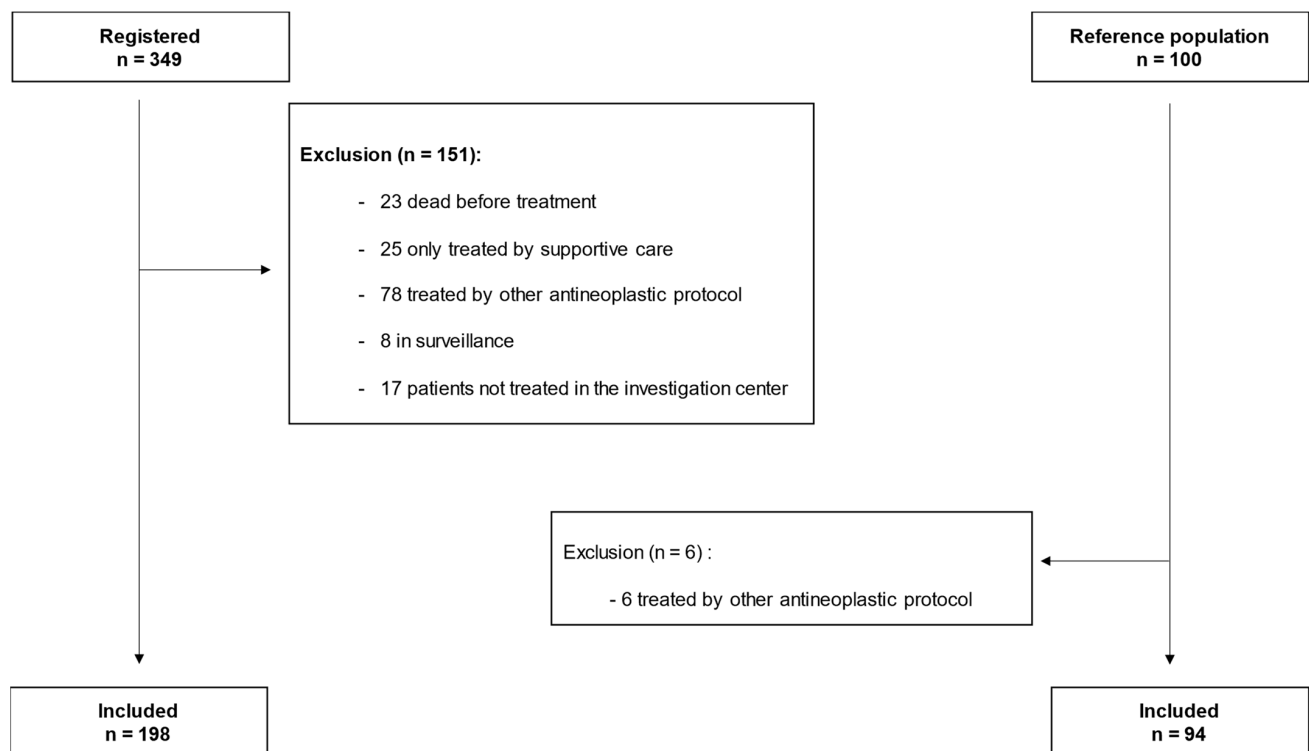 Registered
n = 349
Reference population
n = 100
Exclusion (n = 151):
- 23 dead before treatment
- 25 only treated by supportive care
- 78 treated by other antineoplastic protocol
- 8 in surveillance
- 17 patients not treated in the investigation center
Exclusion (n = 6) :
- 6 treated by other antineoplastic protocol
Included
n = 198
Included
n = 94